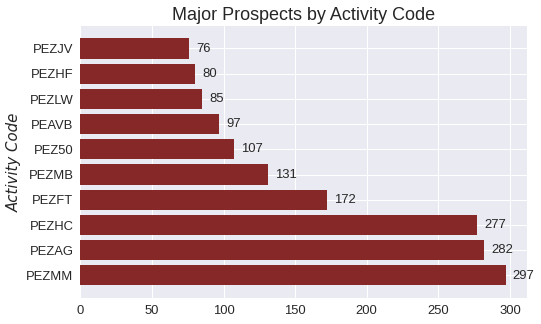 Major Prospects by Activity Code
Activity Code
PEZJV 76
PEZHF 80
PEZLW 85
PEAVB 97
PEZ50 107
PEZMB 131
PEZFT 172
PEZHC 277
PEZAG 282
PEZMM 297
0 50 100 150 200 250 300